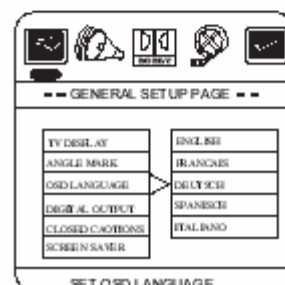 -- GENERAL SETUP PAGE --
TV DISPLAY
ANGLE MARK
OSD LANGUAGE
DIGITAL OUTPUT
CLOSED CAOTIONS
SCREEN SAVER
ENGLISH
FRANCAIS
DEUTSCH
SPANISCH
ITALIANO
SET OSD LANGUAGE